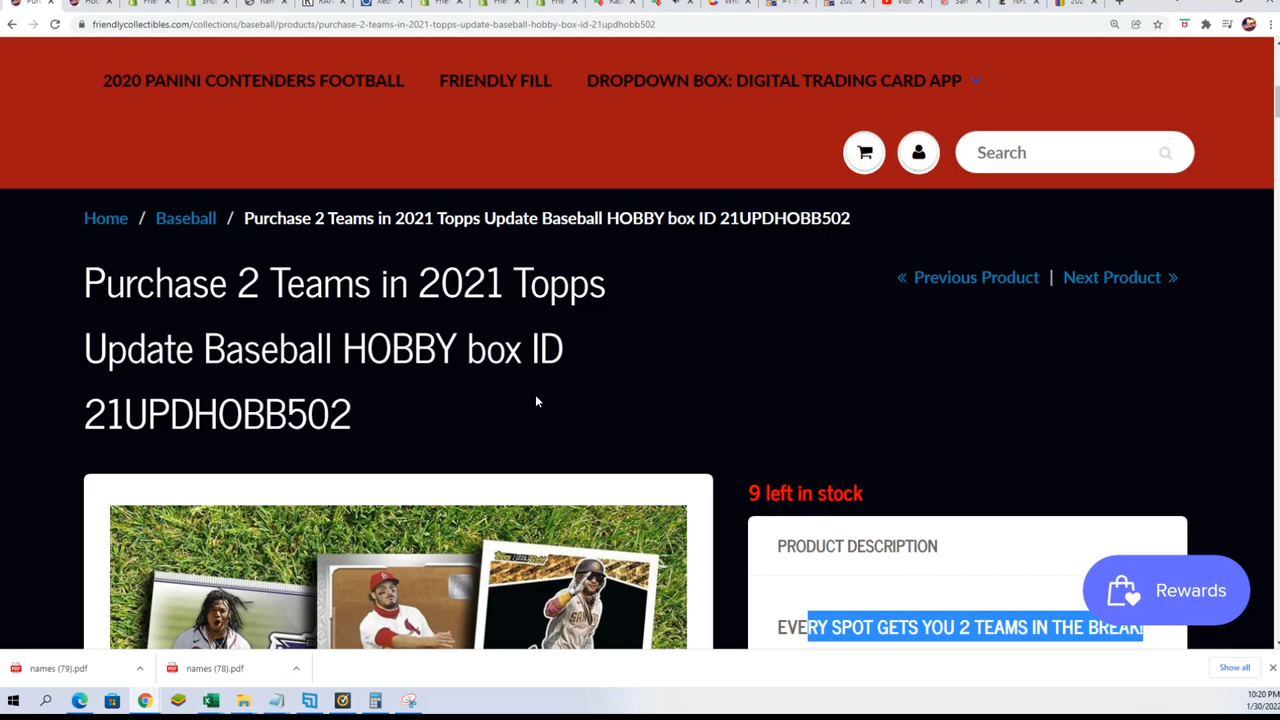 friendlycollectibles.com/collections/baseball/products/purchase-2-teams-in-2021-topps-update-baseball-hobby-box-id-21updhobb502
2020 PANINI CONTENDERS FOOTBALL FRIENDLY FILL DROPDOWN BOX: DIGITAL TRADING CARD APP
Search
Home / Baseball / Purchase 2 Teams in 2021 Topps Update Baseball HOBBY box ID 21UPDHOBB502
Purchase 2 Teams in 2021 Topps
Update Baseball HOBBY box ID
21UPDHOBB502
« Previous Product | Next Product »
9 left in stock
PRODUCT DESCRIPTION
Rewards
EVERY SPOT GETS YOU 2 TEAMS IN THE BREAK!
names (79).pdf
names (78).pdf
Show all
10:20 PM
1/30/2022